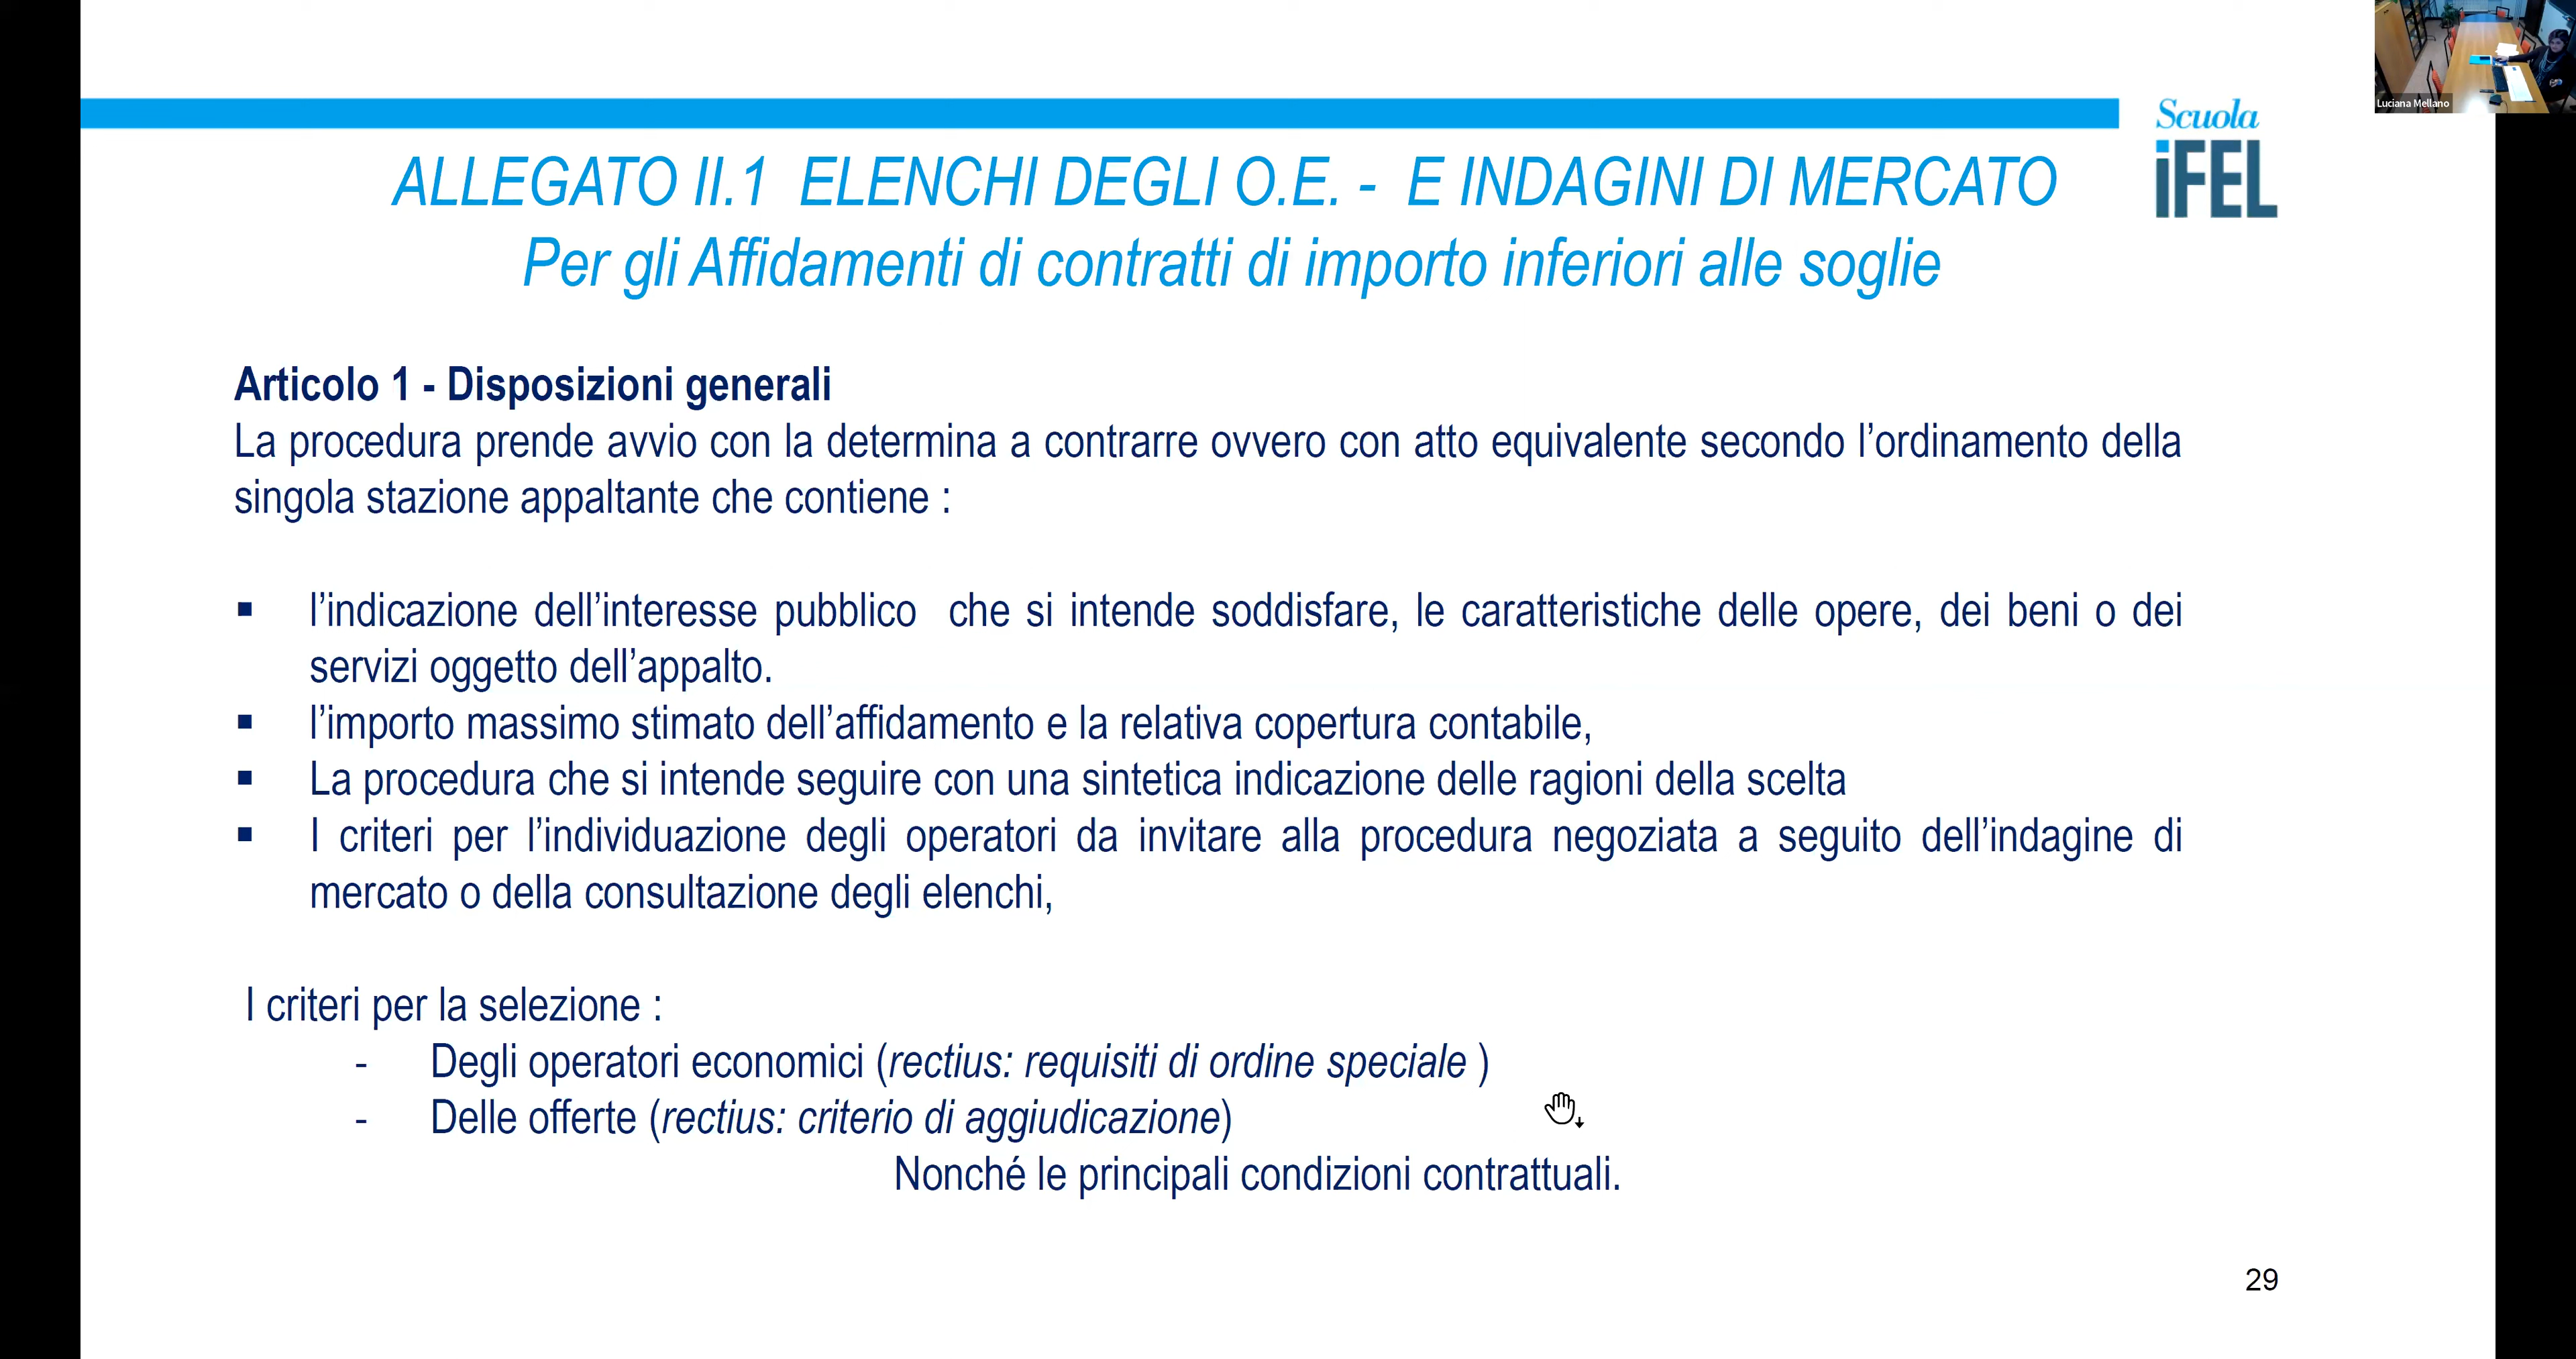 Luciana Mellano
Scuola
iFEL
ALLEGATO II.1 ELENCHI DEGLI O.E. - E INDAGINI DI MERCATO
Per gli Affidamenti di contratti di importo inferiori alle soglie
Articolo 1 - Disposizioni generali
La procedura prende avvio con la determina a contrarre ovvero con atto equivalente secondo l’ordinamento della
singola stazione appaltante che contiene :
▪ l’indicazione dell’interesse pubblico che si intende soddisfare, le caratteristiche delle opere, dei beni o dei
servizi oggetto dell’appalto.
▪ l’importo massimo stimato dell’affidamento e la relativa copertura contabile,
▪ La procedura che si intende seguire con una sintetica indicazione delle ragioni della scelta
▪ I criteri per l’individuazione degli operatori da invitare alla procedura negoziata a seguito dell’indagine di
mercato o della consultazione degli elenchi,
I criteri per la selezione :
- Degli operatori economici (rectius: requisiti di ordine speciale )
- Delle offerte (rectius: criterio di aggiudicazione)
Nonché le principali condizioni contrattuali.
29